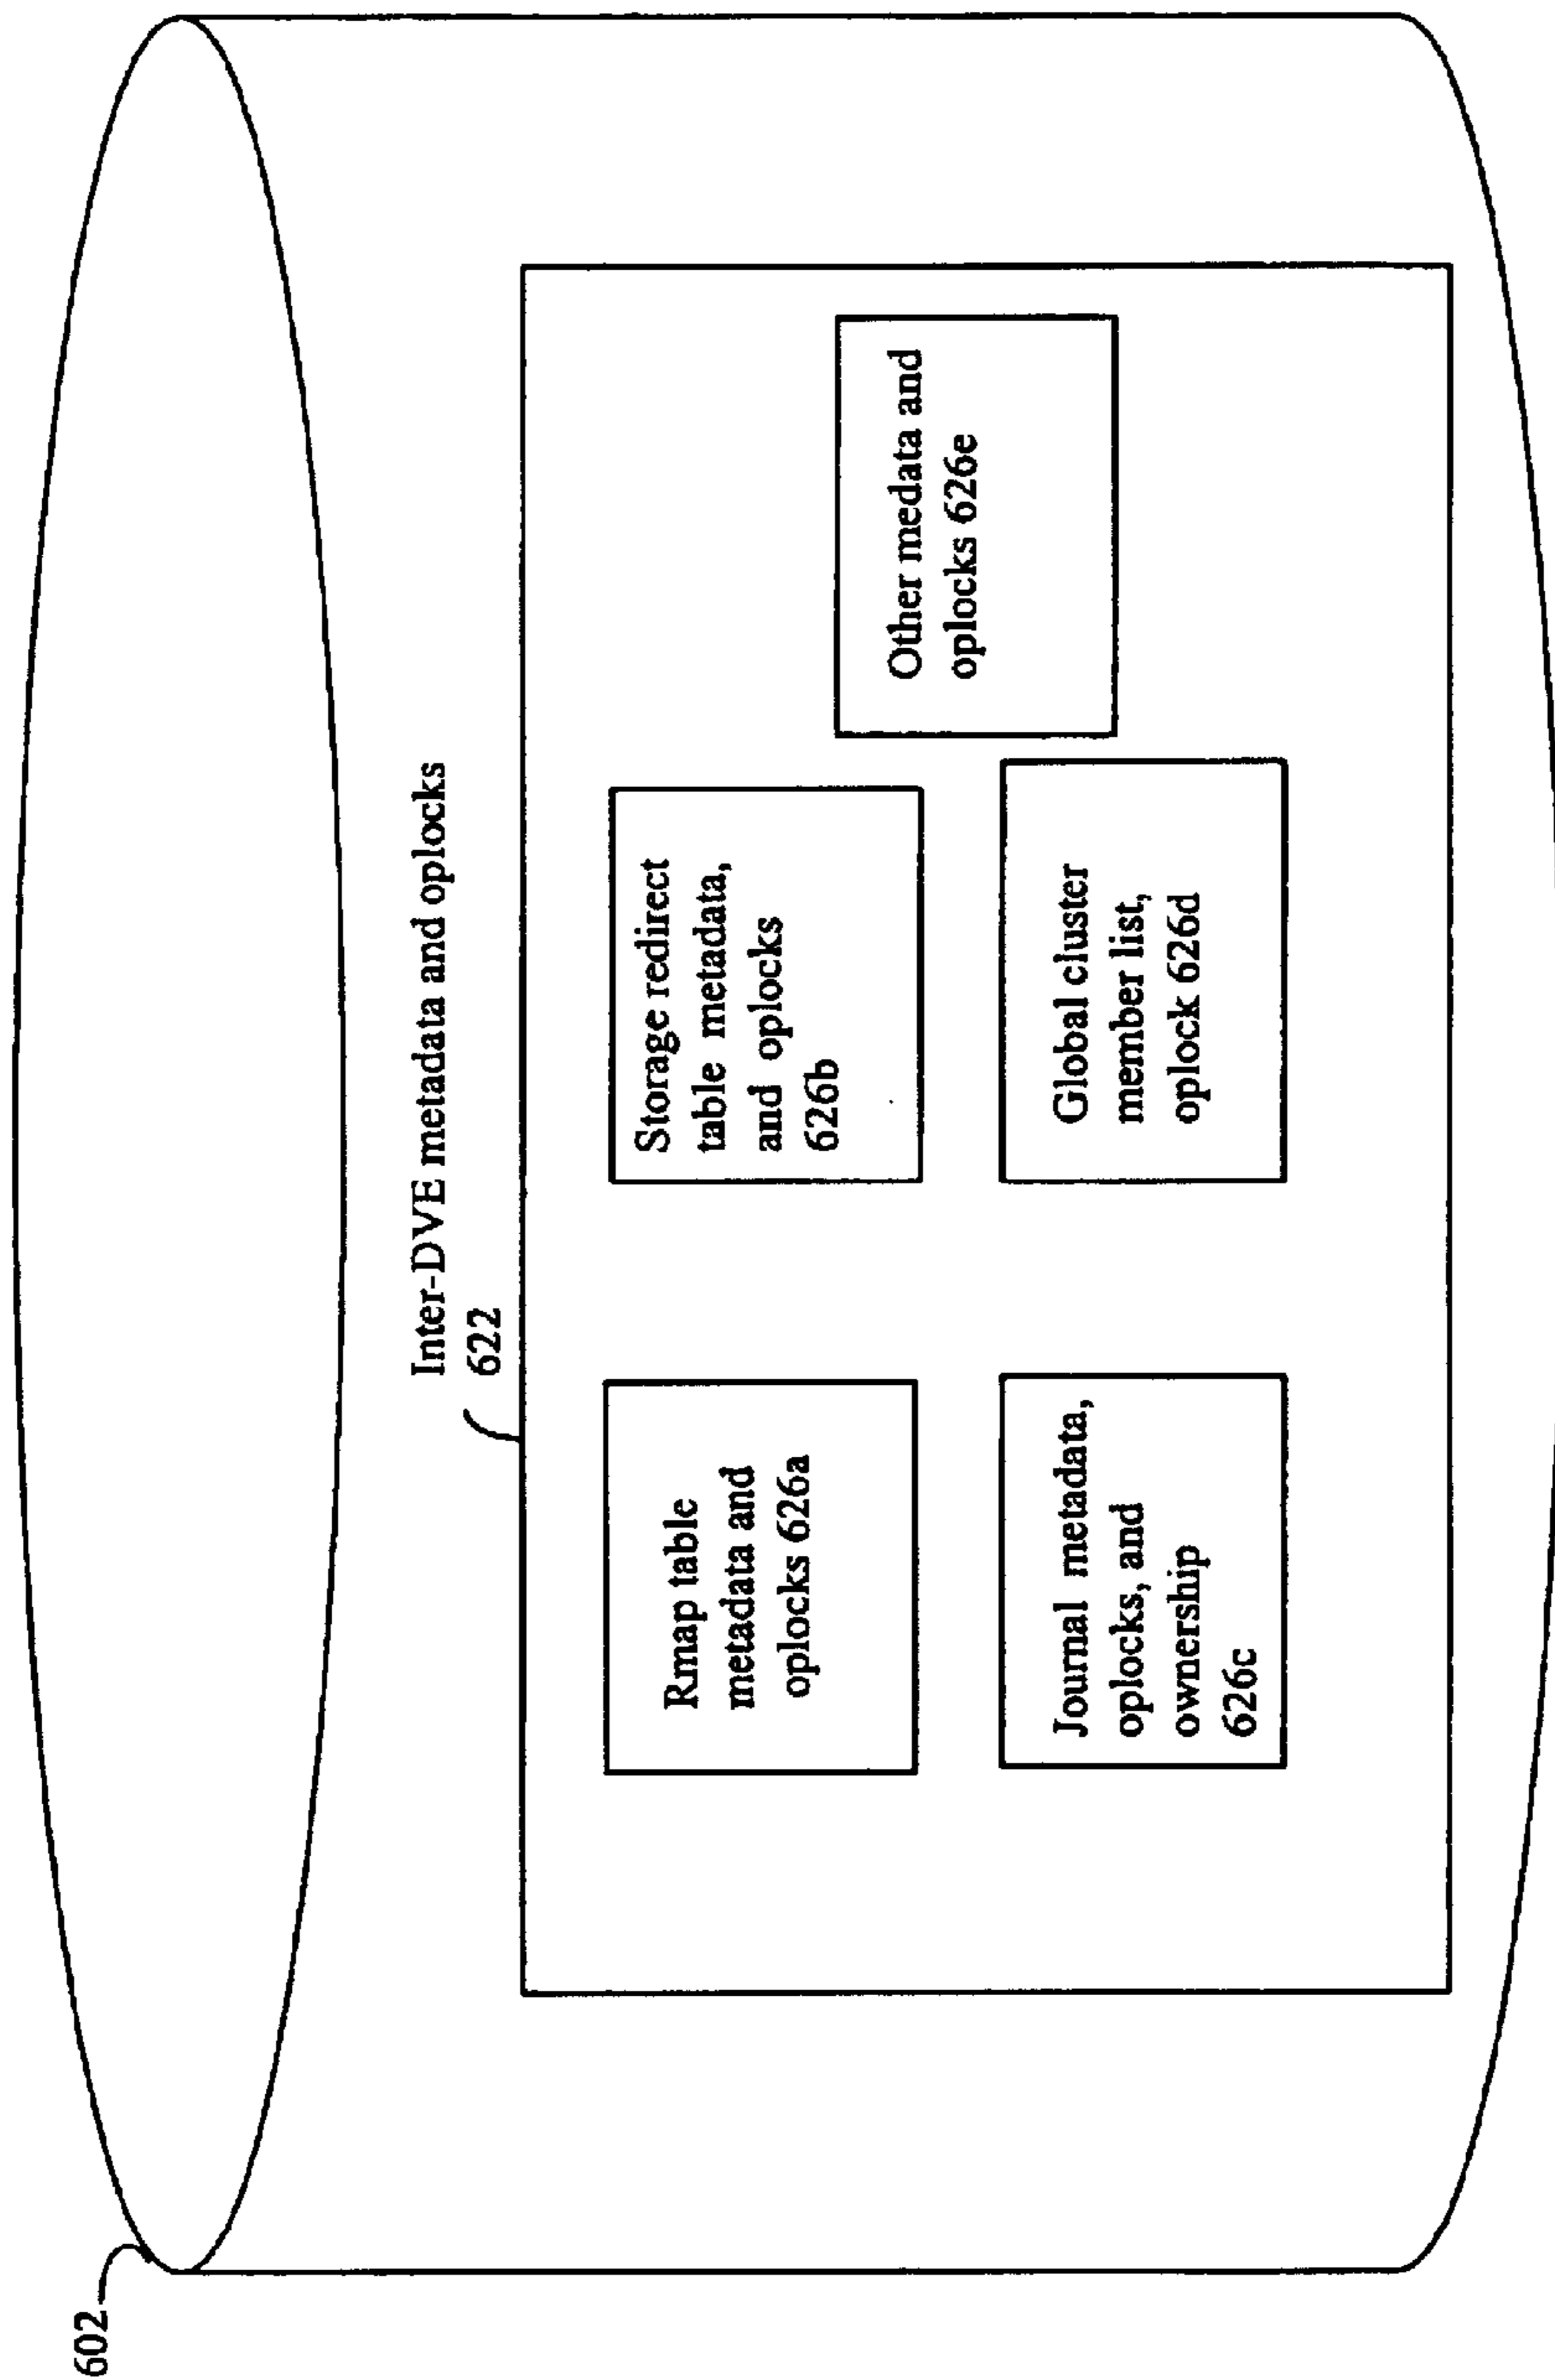 602
Inter-DVE metadata and oplocks
622
Rmap table
metadata and
oplocks 626a
Storage redirect
table metadata,
and oplocks
626b
Other medata and
oplocks 626e
Journal metadata,
oplocks, and
ownership
626c
Global cluster
member list,
oplock 626d